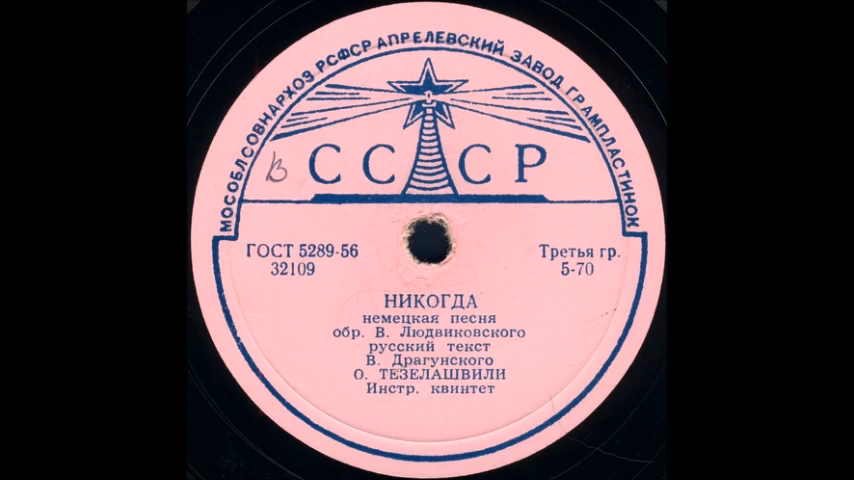 МОСОБЛСОВНАРХОЗ РСФСР АПРЕЛЕВСКИЙ ЗАВОД ГРАМПЛАСТИНОК
В
СССР
ГОСТ 5289-56
32109
Третья гр.
5-70
НИКОГДА
немецкая песня
обр. В. Людвиковского
русский текст
В. Драгунского
О. ТЕЗЕЛАШВИЛИ
Инстр. квинтет